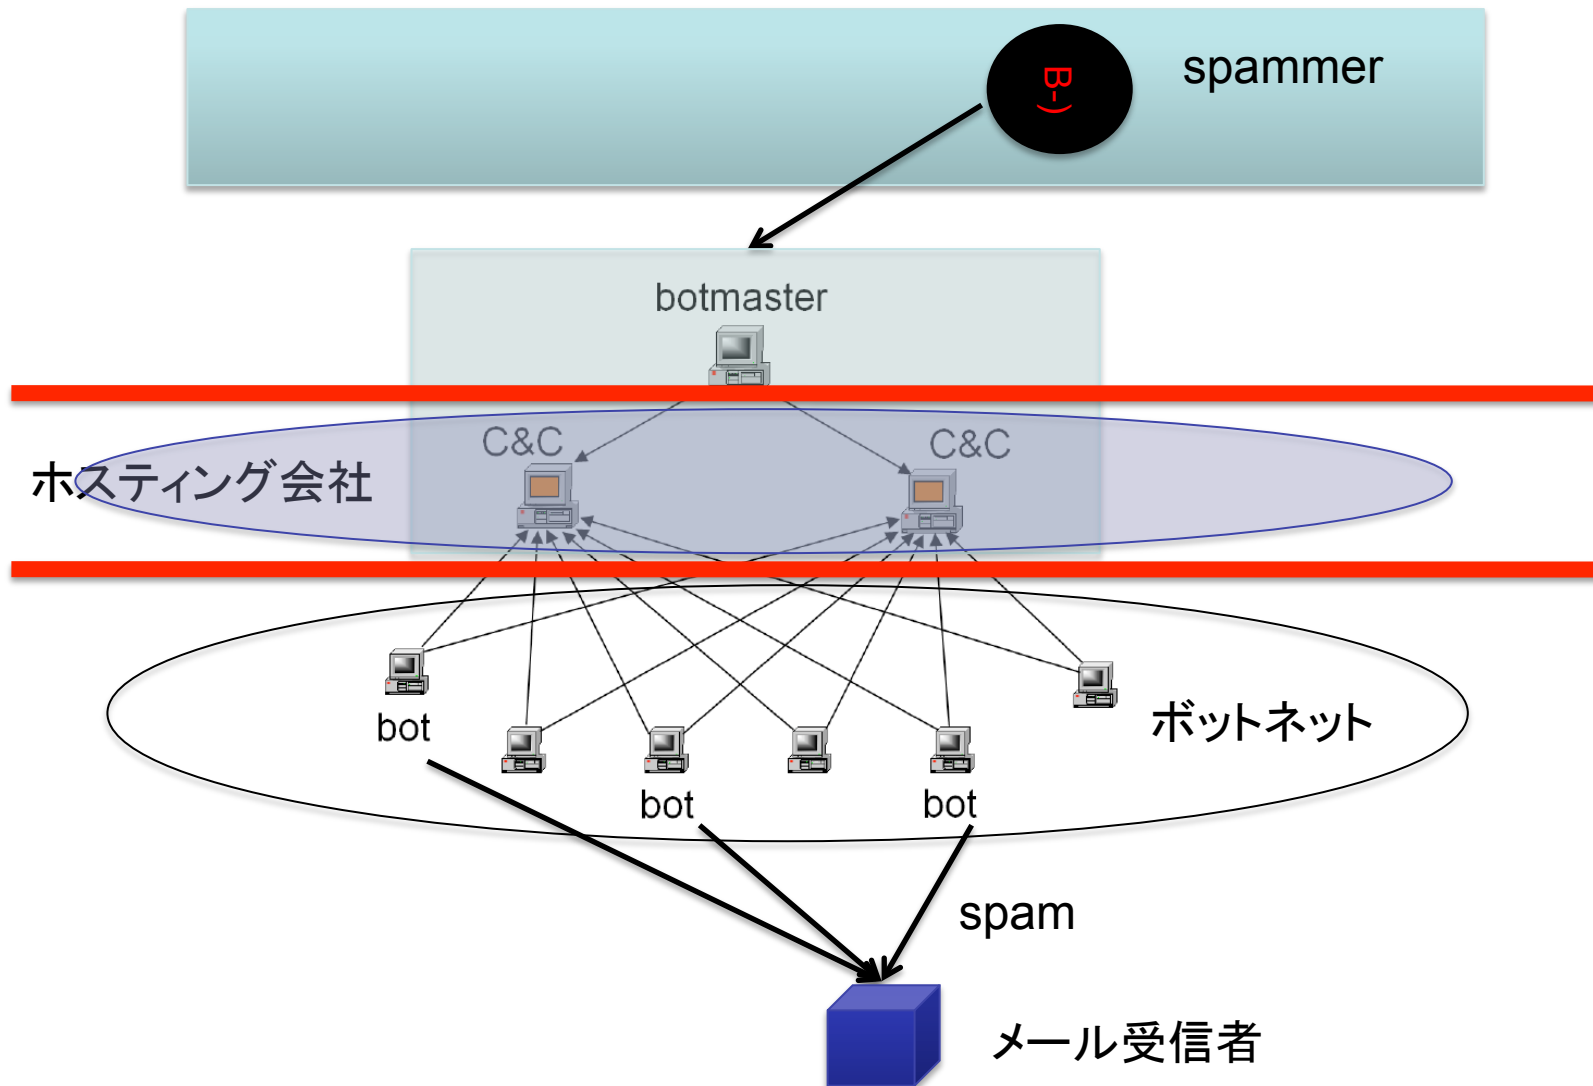 B-)
spammer
botmaster
C&C
C&C
ホスティング会社
bot
ボットネット
bot
bot
spam
メール受信者